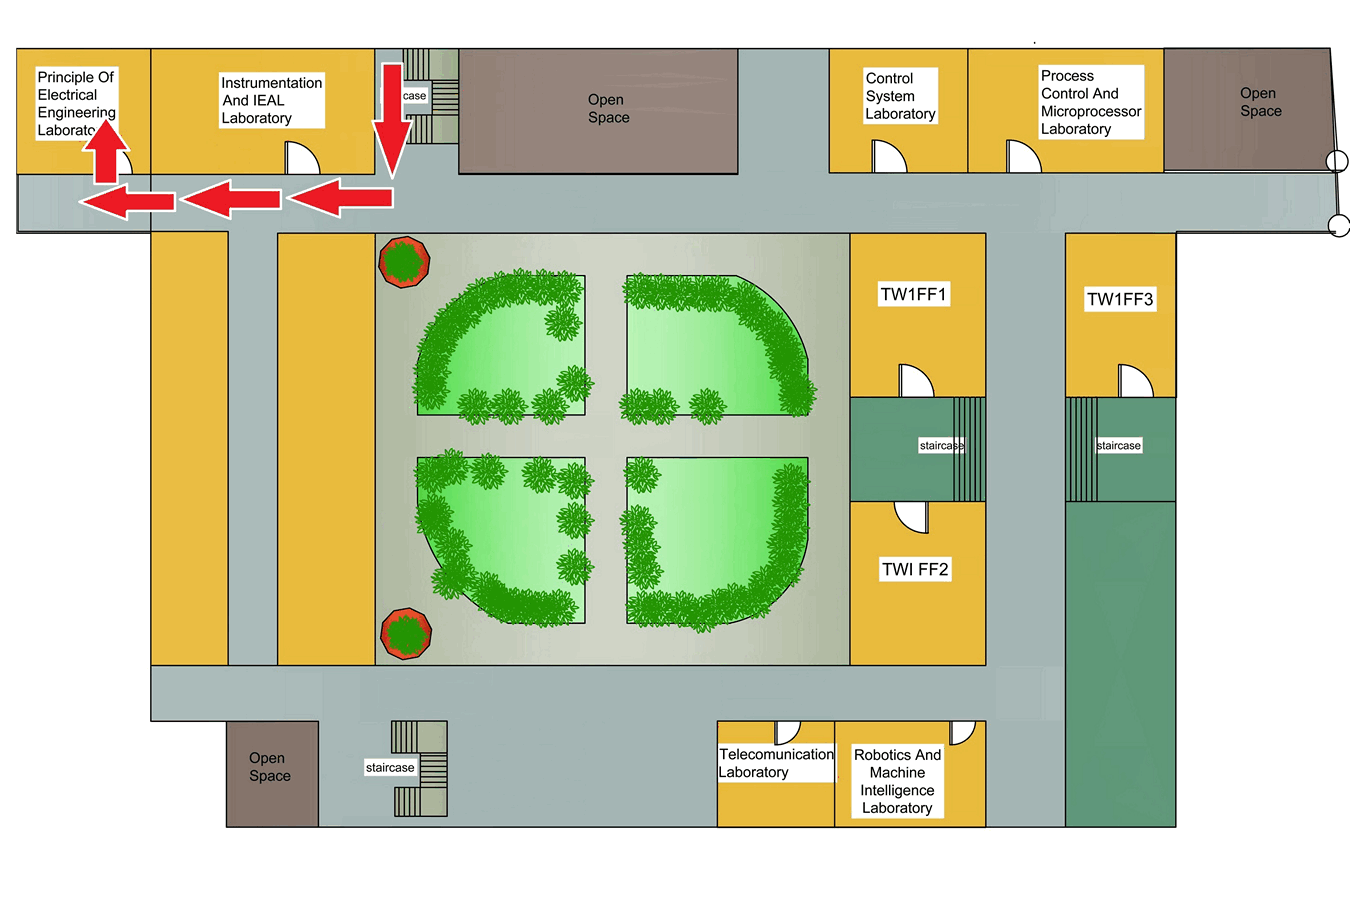 Principle Of
Electrical
Engineering
Laborato
Instrumentation
And IEAL
Laboratory
case
Open
Space
Control
System
Laboratory
Process
Control And
Microprocessor
Laboratory
Open
Space
TW1FF1
TW1FF3
staircase
staircase
TWI FF2
Open
Space
staircase
Telecomunication
Laboratory
Robotics And
Machine
Intelligence
Laboratory